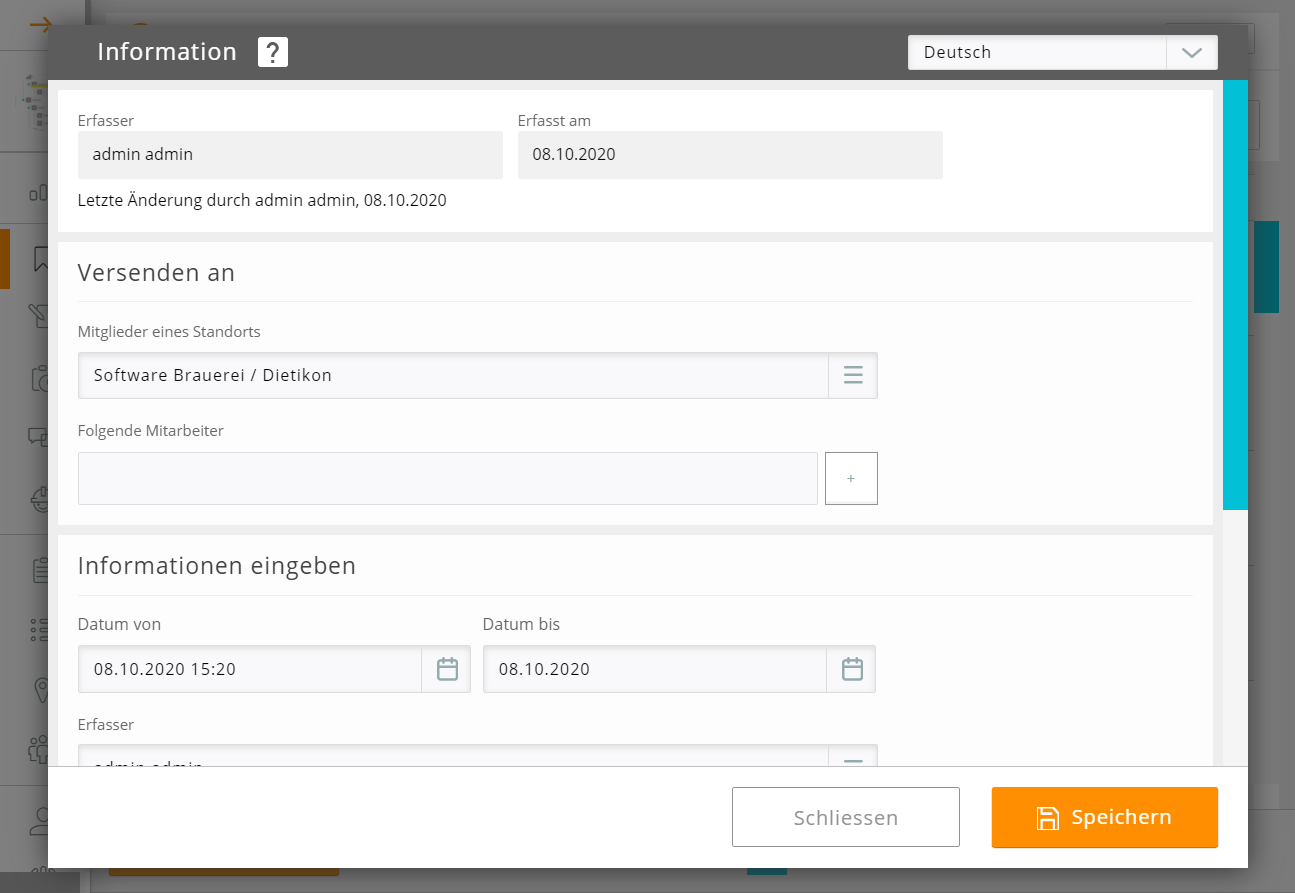 Information ?
Deutsch
Erfasser
Erfasst am
admin admin
08.10.2020
Letzte Änderung durch admin admin, 08.10.2020
Versenden an
Mitglieder eines Standorts
Software Brauerei / Dietikon
Folgende Mitarbeiter
+
Informationen eingeben
Datum von
Datum bis
08.10.2020 15:20
08.10.2020
Erfasser
admin admin
Schliessen
Speichern